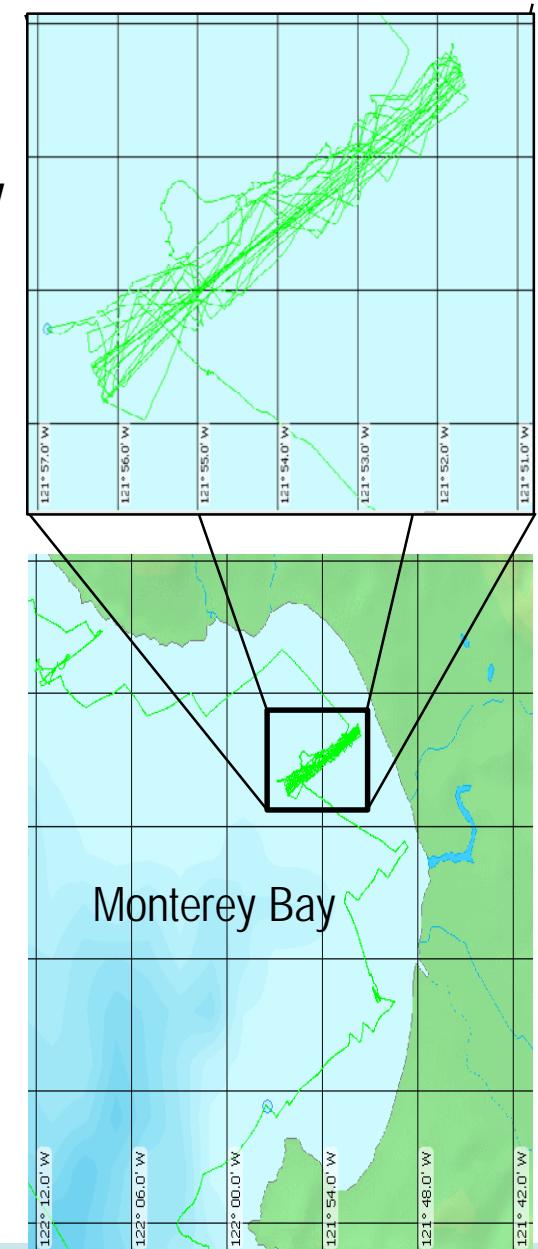 121° 57.0' W
121° 56.0' W
121° 55.0' W
121° 54.0' W
121° 53.0' W
121° 52.0' W
121° 51.0' W
Monterey Bay
122° 12.0' W
122° 06.0' W
122° 00.0' W
121° 54.0' W
121° 48.0' W
121° 42.0' W